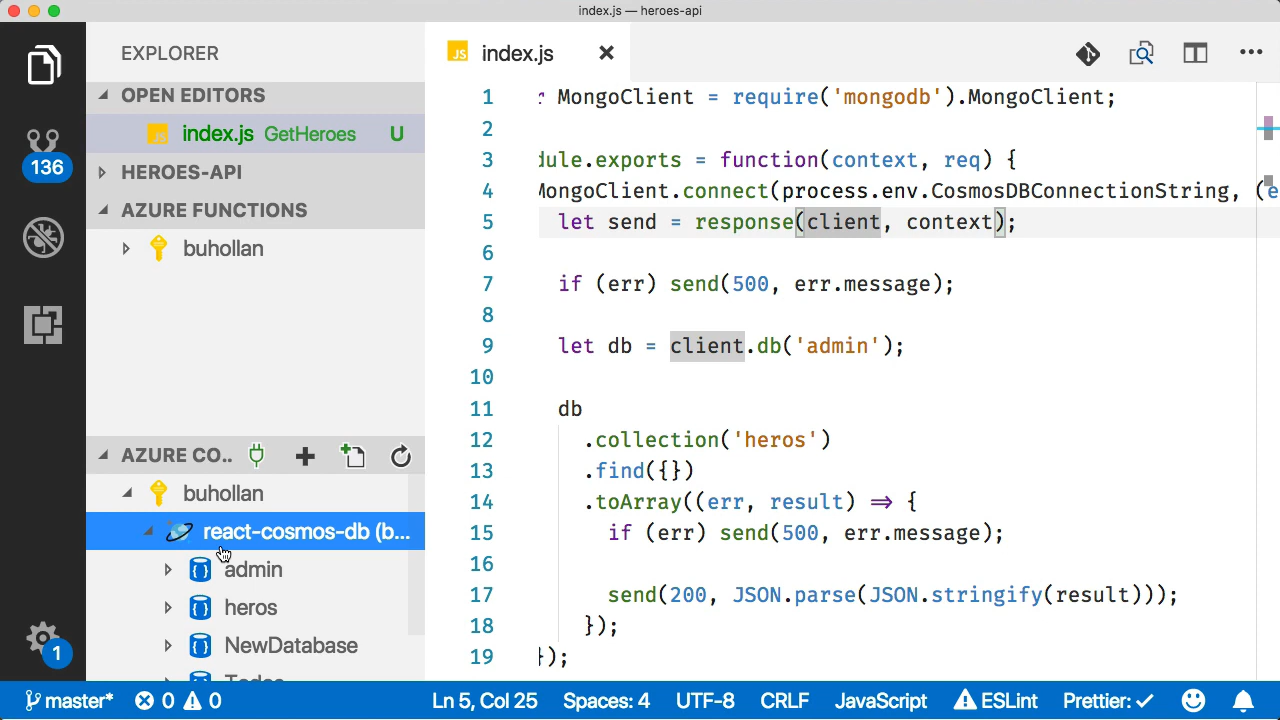 index.js — heroes-api
EXPLORER
OPEN EDITORS
JS index.js GetHeroes U
HEROES-API
AZURE FUNCTIONS
buhollan
136
AZURE CO..
buhollan
react-cosmos-db (b...
admin
heros
NewDatabase
1
JS index.js
1 r MongoClient = require('mongodb').MongoClient;
2
3 dule.exports = function(context, req) {
4 MongoClient.connect(process.env.CosmosDBConnectionString, (e
5 let send = response(client, context);
6
7 if (err) send(500, err.message);
8
9 let db = client.db('admin');
10
11 db
12 .collection('heros')
13 .find({})
14 .toArray((err, result) => {
15 if (err) send(500, err.message);
16
17 send(200, JSON.parse(JSON.stringify(result)));
18 });
19 });
master* 0 0 Ln 5, Col 25 Spaces: 4 UTF-8 CRLF JavaScript ESLint Prettier: ✓